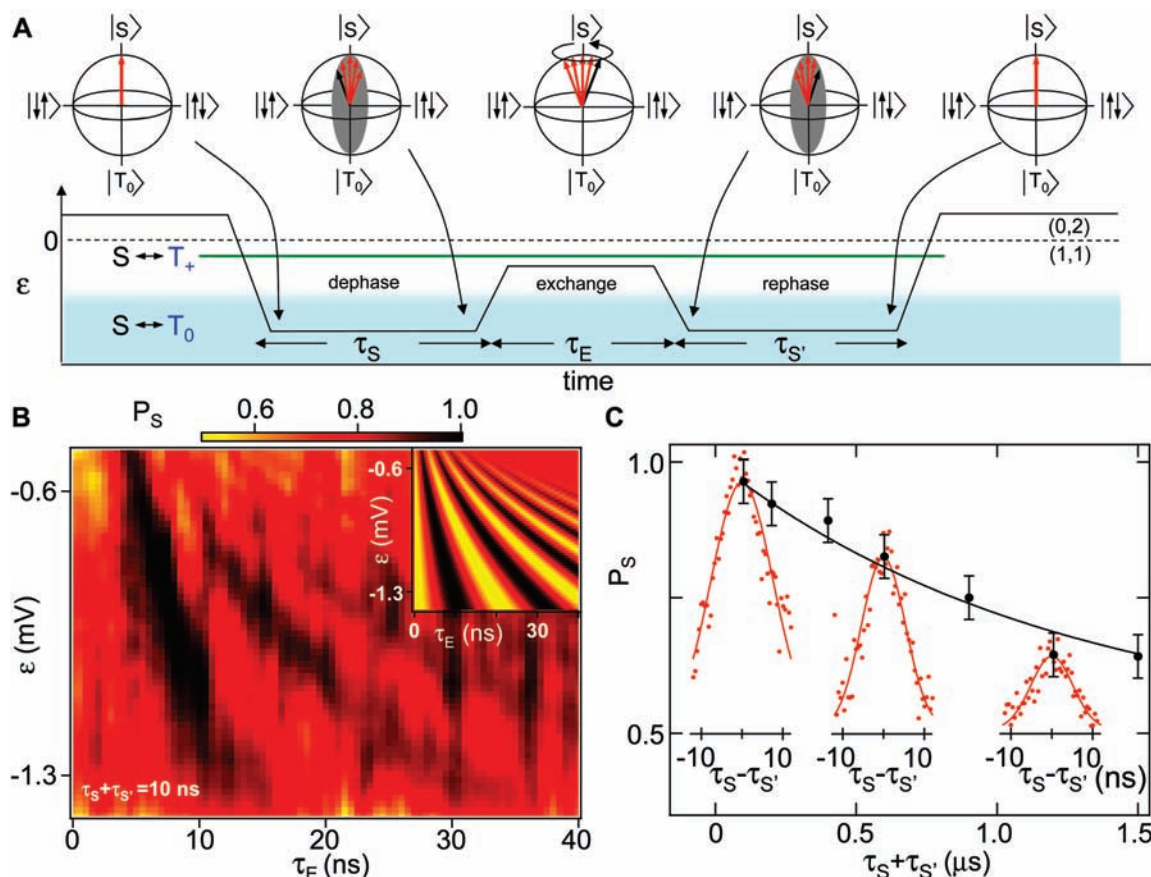 A
|S⟩ |S⟩ |S⟩ |S⟩ |S⟩
|↓↑⟩ |↑↓⟩ |↓↑⟩ |↑↓⟩ |↓↑⟩ |↑↓⟩ |↓↑⟩ |↑↓⟩ |↓↑⟩ |↑↓⟩
|T₀⟩ |T₀⟩ |T₀⟩ |T₀⟩ |T₀⟩
0
(0,2)
(1,1)
S ↔ T₊
ε
dephase exchange rephase
S ↔ T₀
τS τE τS'
time
B
PS 0.6 0.8 1.0
-0.6
-1.3
ε (mV)
τS+τS' =10 ns
0 10 20 30 40
τE (ns)
-0.6
ε (mV)
-1.3
0 τE (ns) 30
C
1.0
PS
0.5
-10 0 10 -10 0 10 -10 0 10
τS-τS' τS-τS' τS-τS' (ns)
0 0.5 1.0 1.5
τS+τS' (μs)